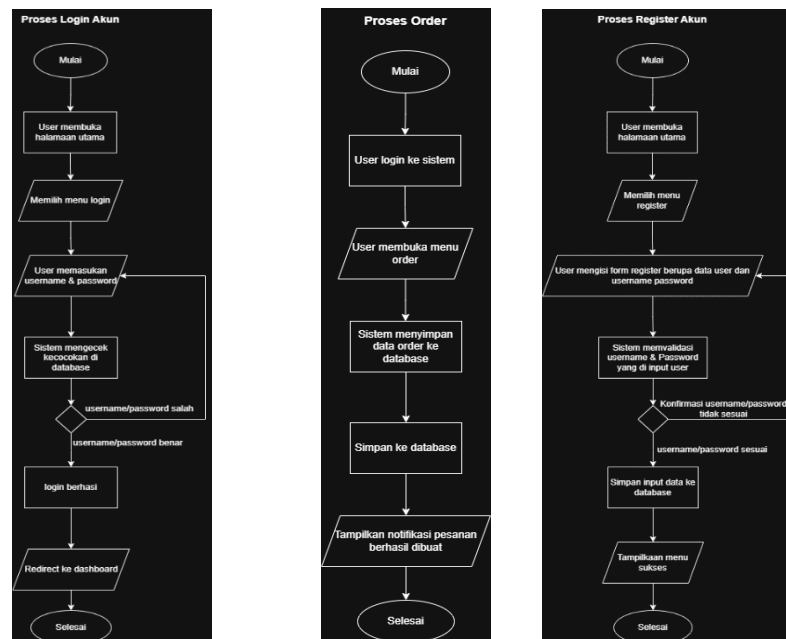 Proses Login Akun
Mulai
User membuka
halamaan utama
Memilih menu login
User memasukan
username & password
Sistem mengecek
kecocokan di
database
username/password salah
username/password benar
login berhasi
Redirect ke dashboard
Selesai
Proses Order
Mulai
User login ke sistem
User membuka menu
order
Sistem menyimpan
data order ke
database
Simpan ke database
Tampilkan notifikasi pesanan
berhasil dibuat
Selesai
Proses Register Akun
Mulai
User membuka
halamaan utama
Memilih menu
register
User mengisi form register berupa data user dan
username password
Sistem memvalidasi
username & Password
yang di input user
Konfirmasi username/password
tidak sesuai
username/password sesuai
Simpan input data ke
database
Tampilkaan menu
sukses
Selesai